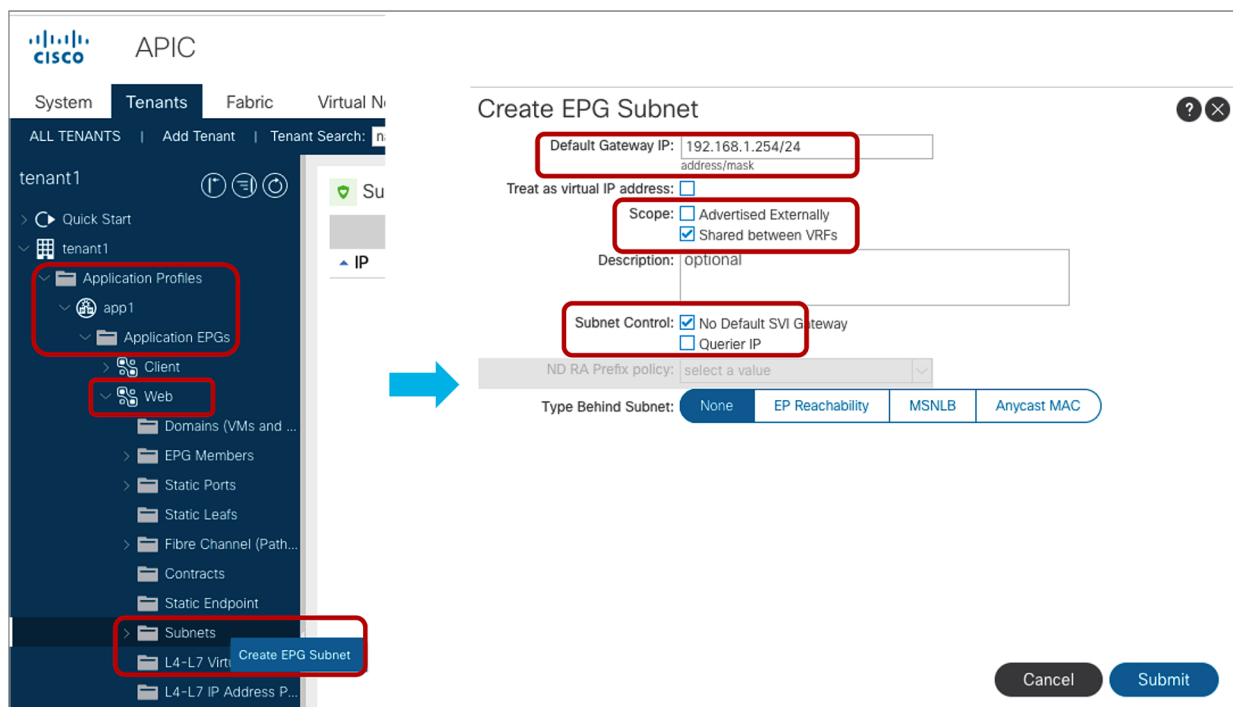 CISCO
APIC
System Tenants Fabric Virtual N
ALL TENANTS | Add Tenant | Tenant Search:
tenant1
Quick Start
tenant1
Application Profiles
app1
Application EPGs
Client
Web
Domains (VMs and ...
EPG Members
Static Ports
Static Leafs
Fibre Channel (Path...
Contracts
Static Endpoint
Subnets
Create EPG Subnet
L4-L7 Virtu
L4-L7 IP Address P...
Su
IP
Create EPG Subnet
?
Default Gateway IP: 192.168.1.254/24
address/mask
Treat as virtual IP address:
Scope: Advertised Externally
Shared between VRFs
Description: optional
Subnet Control: No Default SVI Gateway
Querier IP
ND RA Prefix policy: select a value
Type Behind Subnet: None EP Reachability MSNLB Anycast MAC
Cancel Submit